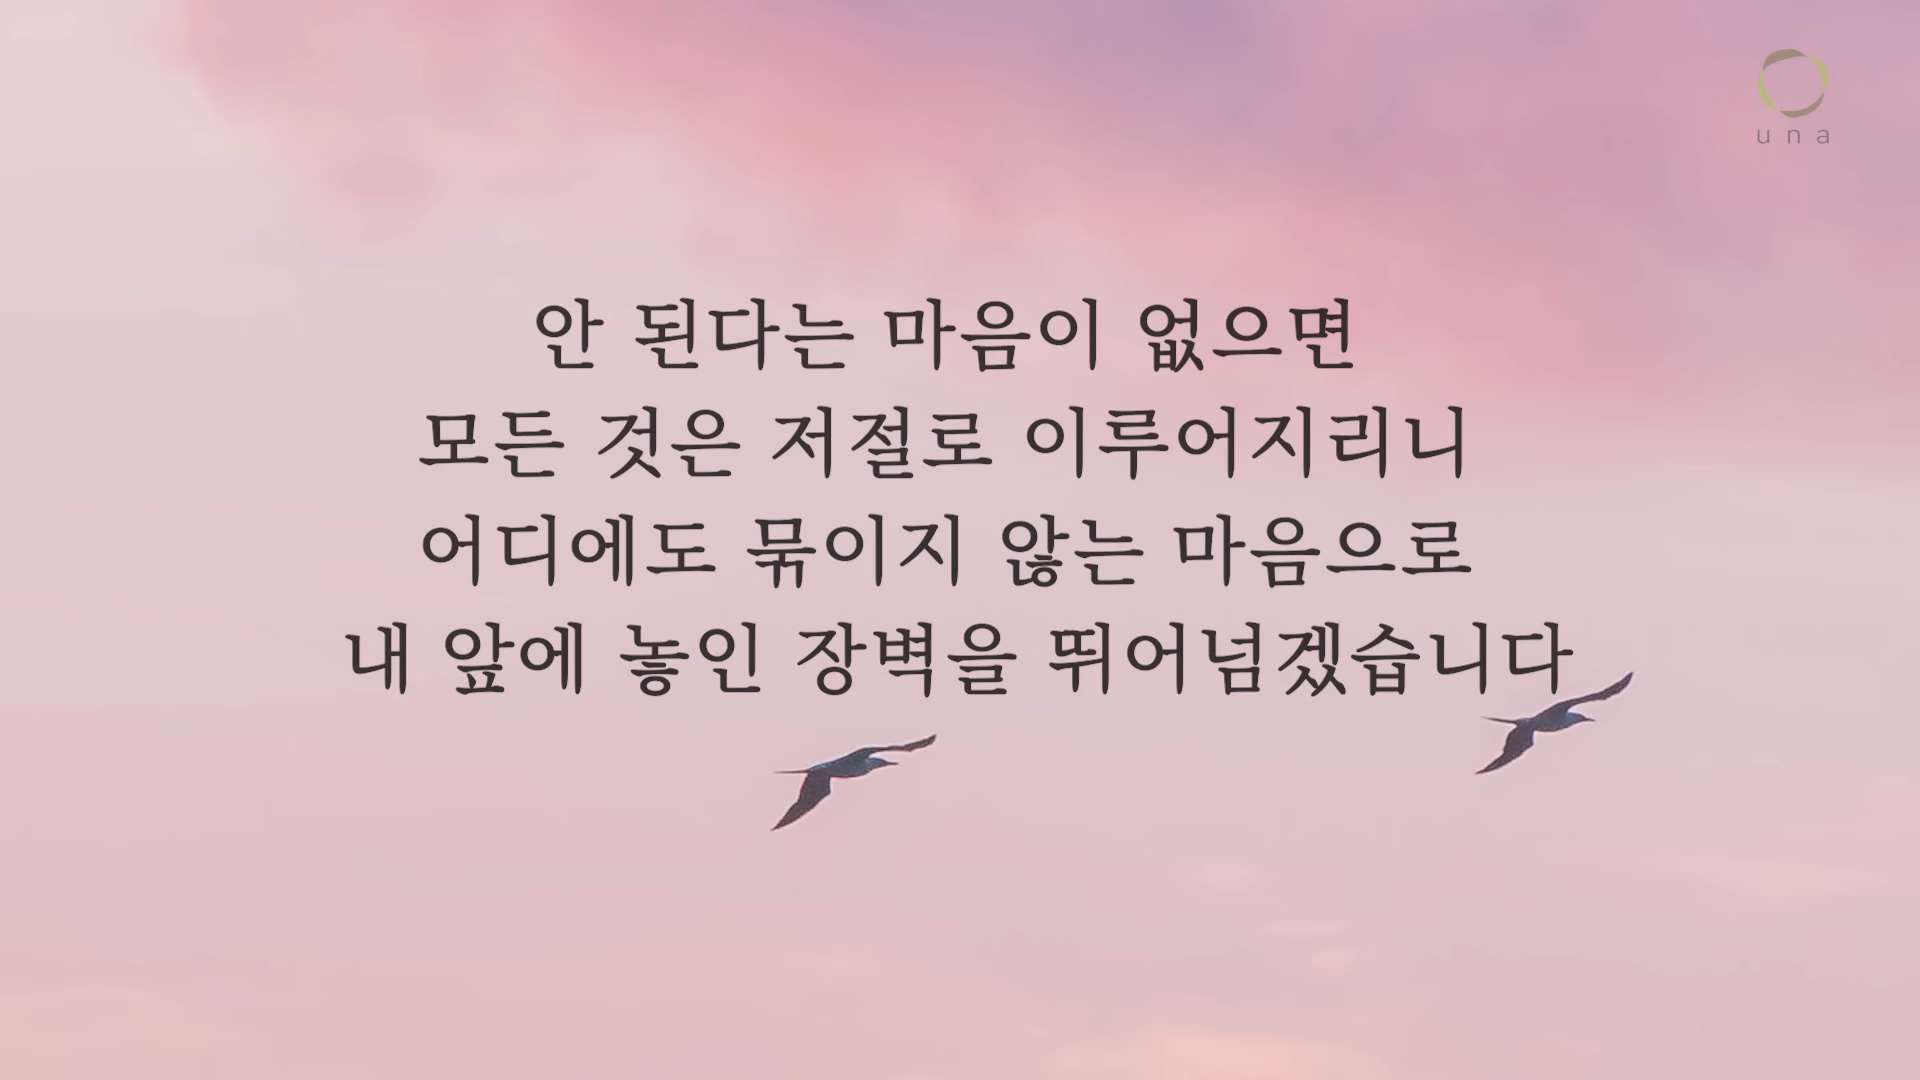 una
안 된다는 마음이 없으면
모든 것은 저절로 이루어지리니
어디에도 묶이지 않는 마음으로
내 앞에 놓인 장벽을 뛰어넘겠습니다